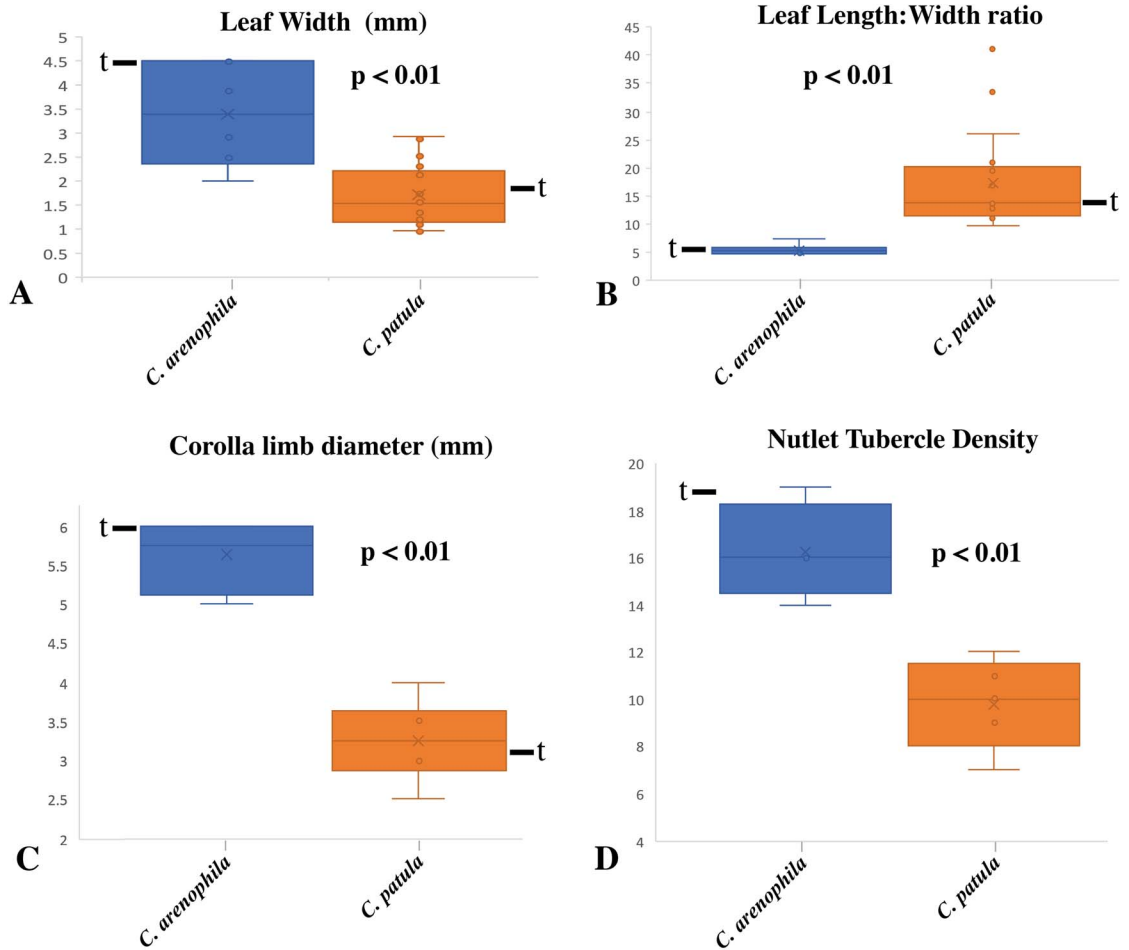 Leaf Width (mm)
5
4.5
4
3.5
3
2.5
2
1.5
1
0.5
0
t
p < 0.01
t
A
C. arenophila
C. patula
Leaf Length:Width ratio
45
40
35
30
25
20
15
10
5
0
p < 0.01
t
t
B
C. arenophila
C. patula
Corolla limb diameter (mm)
6
5.5
5
4.5
4
3.5
3
2.5
2
t
p < 0.01
t
C
C. arenophila
C. patula
Nutlet Tubercle Density
20
18
16
14
12
10
8
6
4
t
p < 0.01
D
C. arenophila
C. patula